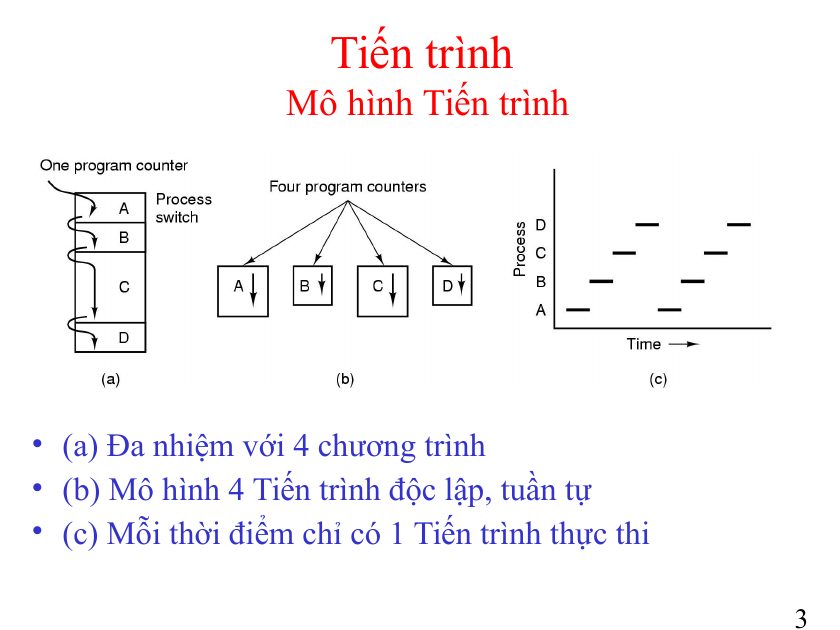 Tiến trình
Mô hình Tiến trình
One program counter
Process
switch
A
B
C
D
(a)
Four program counters
A
B
C
D
(b)
Process
D
C
B
A
Time
(c)
• (a) Đa nhiệm với 4 chương trình
• (b) Mô hình 4 Tiến trình độc lập, tuần tự
• (c) Mỗi thời điểm chỉ có 1 Tiến trình thực thi
3